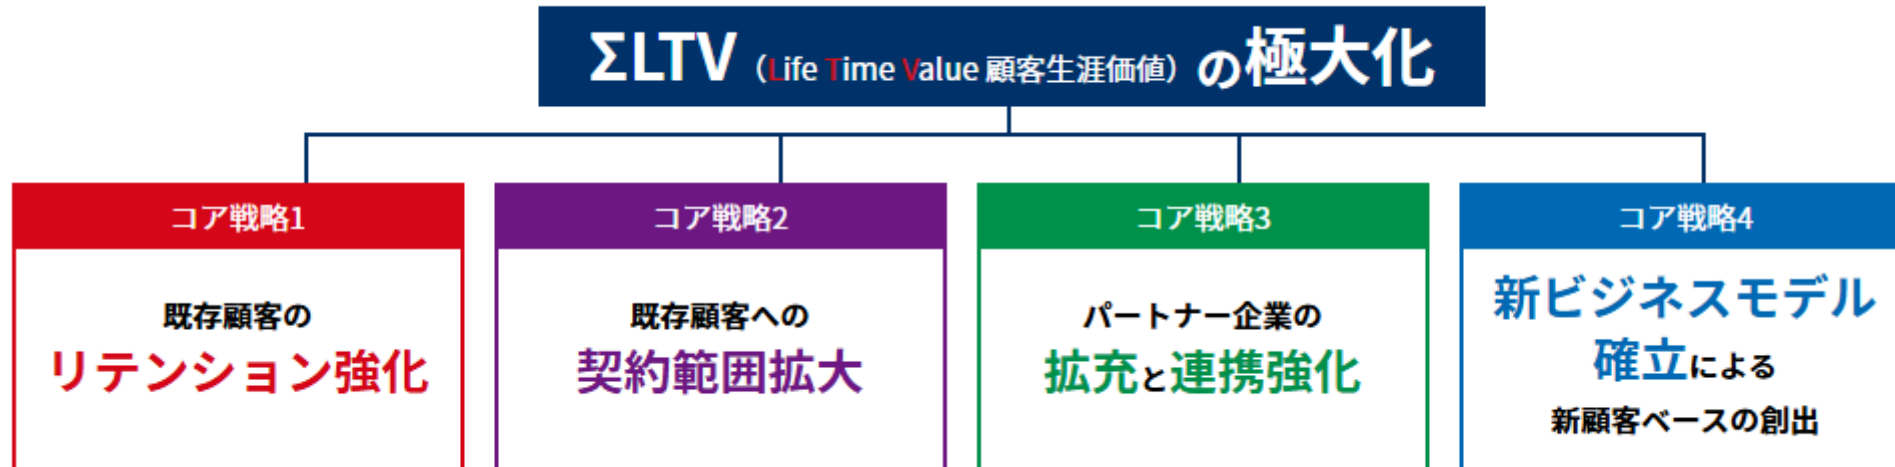 ΣLTV（Life Time Value 顧客生涯価値）の極大化
コア戦略1
既存顧客の
リテンション強化
コア戦略2
既存顧客への
契約範囲拡大
コア戦略3
パートナー企業の
拡充と連携強化
コア戦略4
新ビジネスモデル
確立による
新顧客ベースの創出